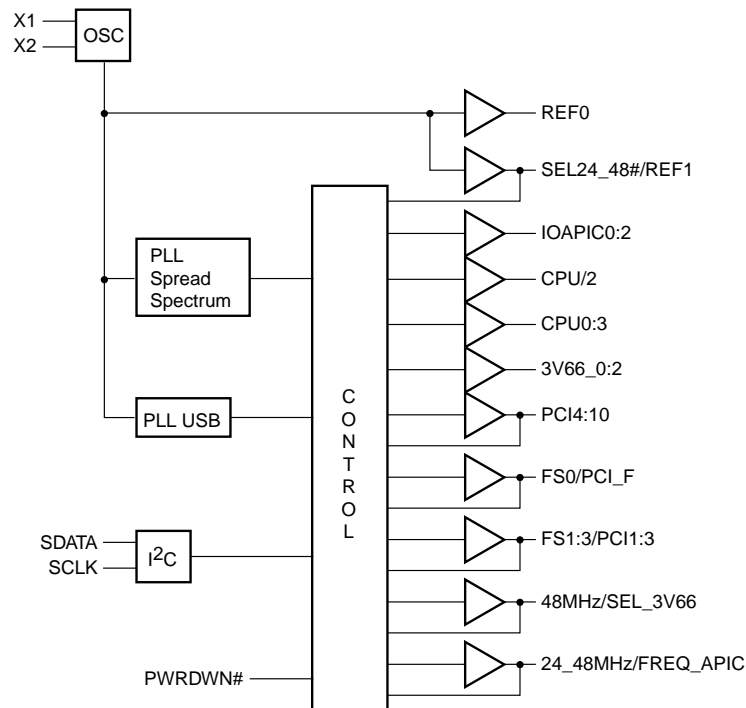 X1
X2
OSC
REF0
SEL24_48#/REF1
IOAPIC0:2
PLL
Spread
Spectrum
CPU/2
CPU0:3
3V66_0:2
PLL USB
CONTROL
PCI4:10
FS0/PCI_F
SDATA
SCLK
I²C
FS1:3/PCI1:3
48MHz/SEL_3V66
24_48MHz/FREQ_APIC
PWRDWN#